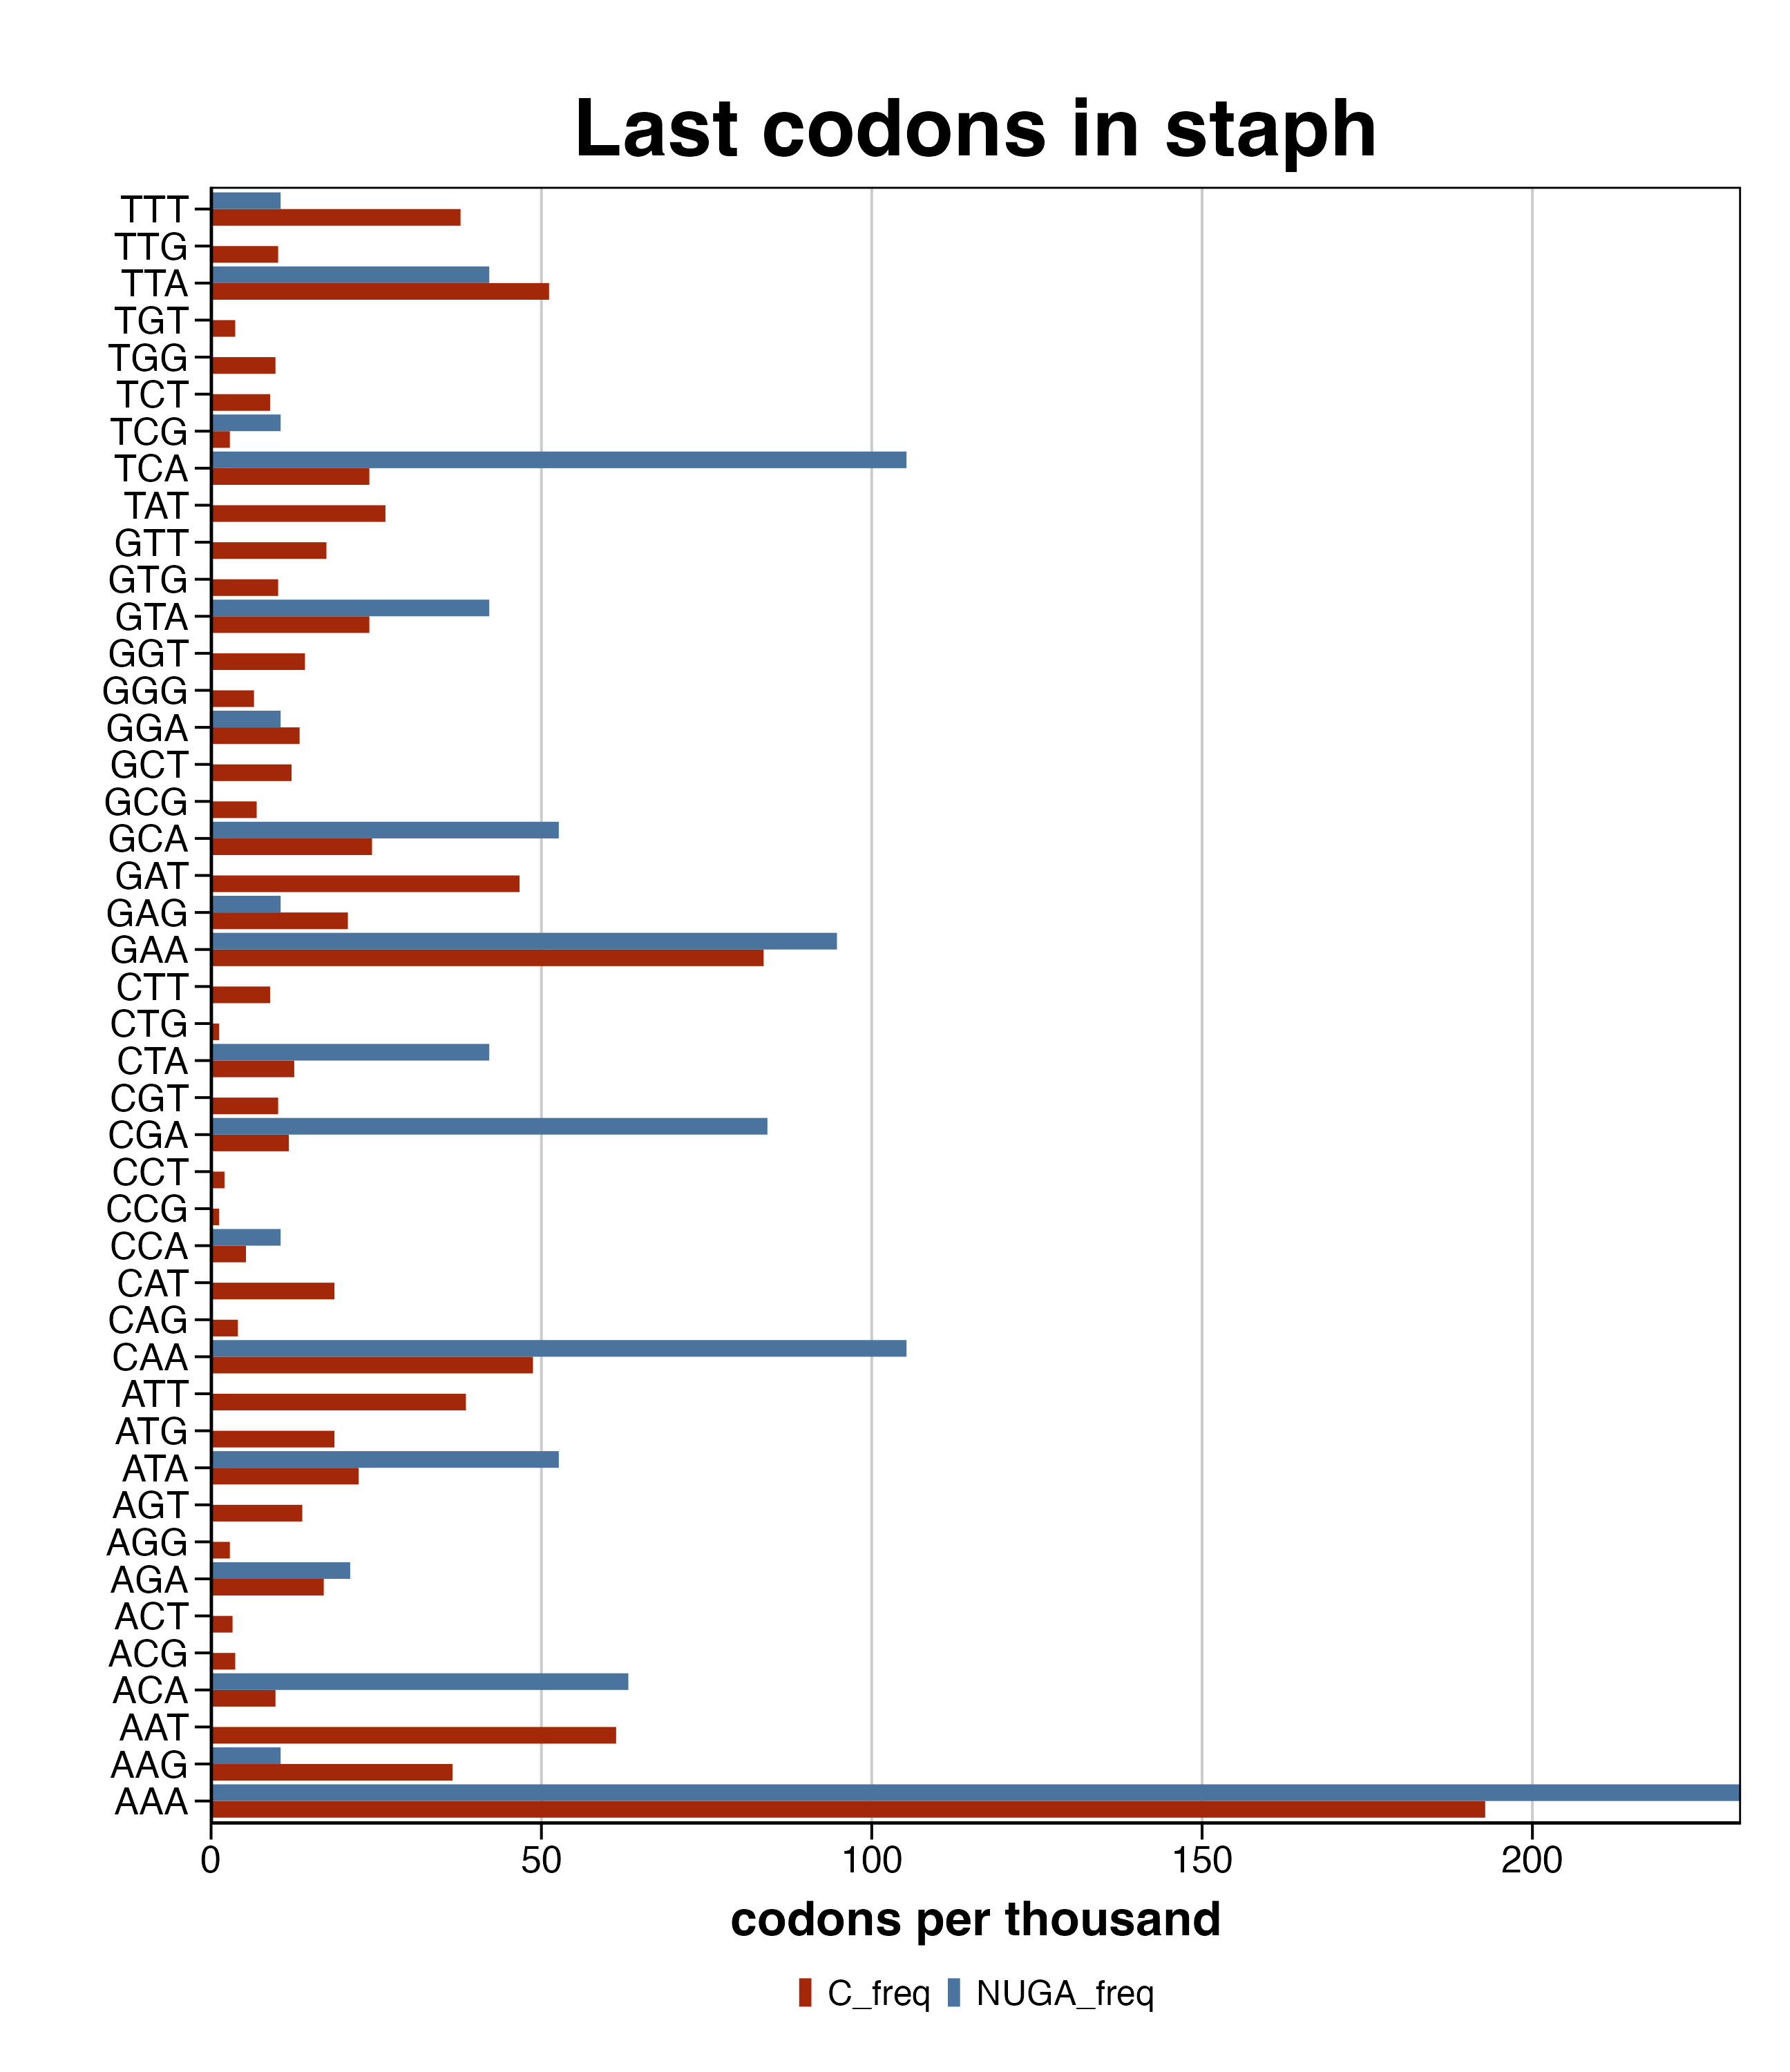 Last codons in staph
TTT
TTG
TTA
TGT
TGG
TCT
TCG
TCA
TAT
GTT
GTG
GTA
GGT
GGG
GGA
GCT
GCG
GCA
GAT
GAG
GAA
CTT
CTG
CTA
CGT
CGA
CCT
CCG
CCA
CAT
CAG
CAA
ATT
ATG
ATA
AGT
AGG
AGA
ACT
ACG
ACA
AAT
AAG
AAA
0 50 100 150 200
codons per thousand
C_freq NUGA_freq